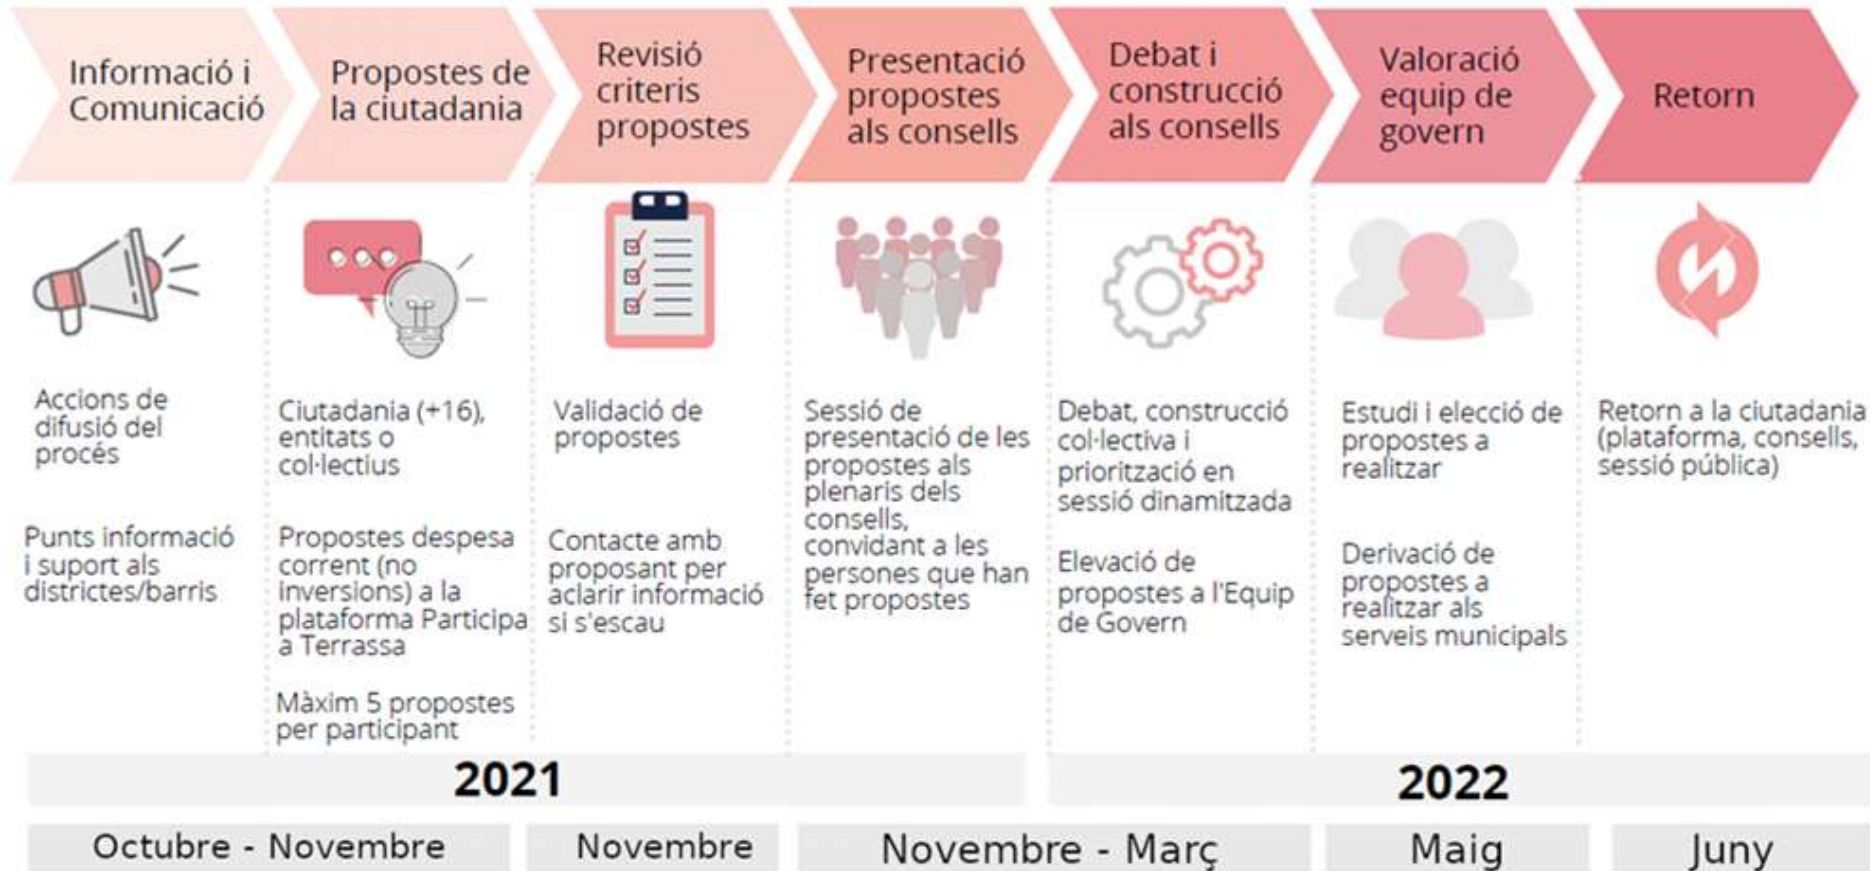 Informació i
Comunicació
Propostes de
la ciutadania
Revisió
criteris
propostes
Presentació
propostes
als consells
Debat i
construcció
als consells
Valoració
equip de
govern
Retorn
Accions de
difusió del
procés
Punts informació
i suport als
districtes/barris
Ciutadania (+16),
entitats o
col·lectius
Propostes despesa
corrent (no
inversions) a la
plataforma Participa
a Terrassa
Màxim 5 propostes
per participant
Validació de
propostes
Contacte amb
proposant per
aclarir informació
si s'escau
Sessió de
presentació de les
propostes als
plenaris dels
consells,
convidant a les
persones que han
fet propostes
Debat, construcció
col·lectiva i
priorització en
sessió dinamitzada
Elevació de
propostes a l'Equip
de Govern
Estudi i elecció de
propostes a
realitzar
Derivació de
propostes a
realitzar als
serveis municipals
Retorn a la ciutadania
(plataforma, consells,
sessió pública)
2021
2022
Octubre - Novembre
Novembre
Novembre - Març
Maig
Juny